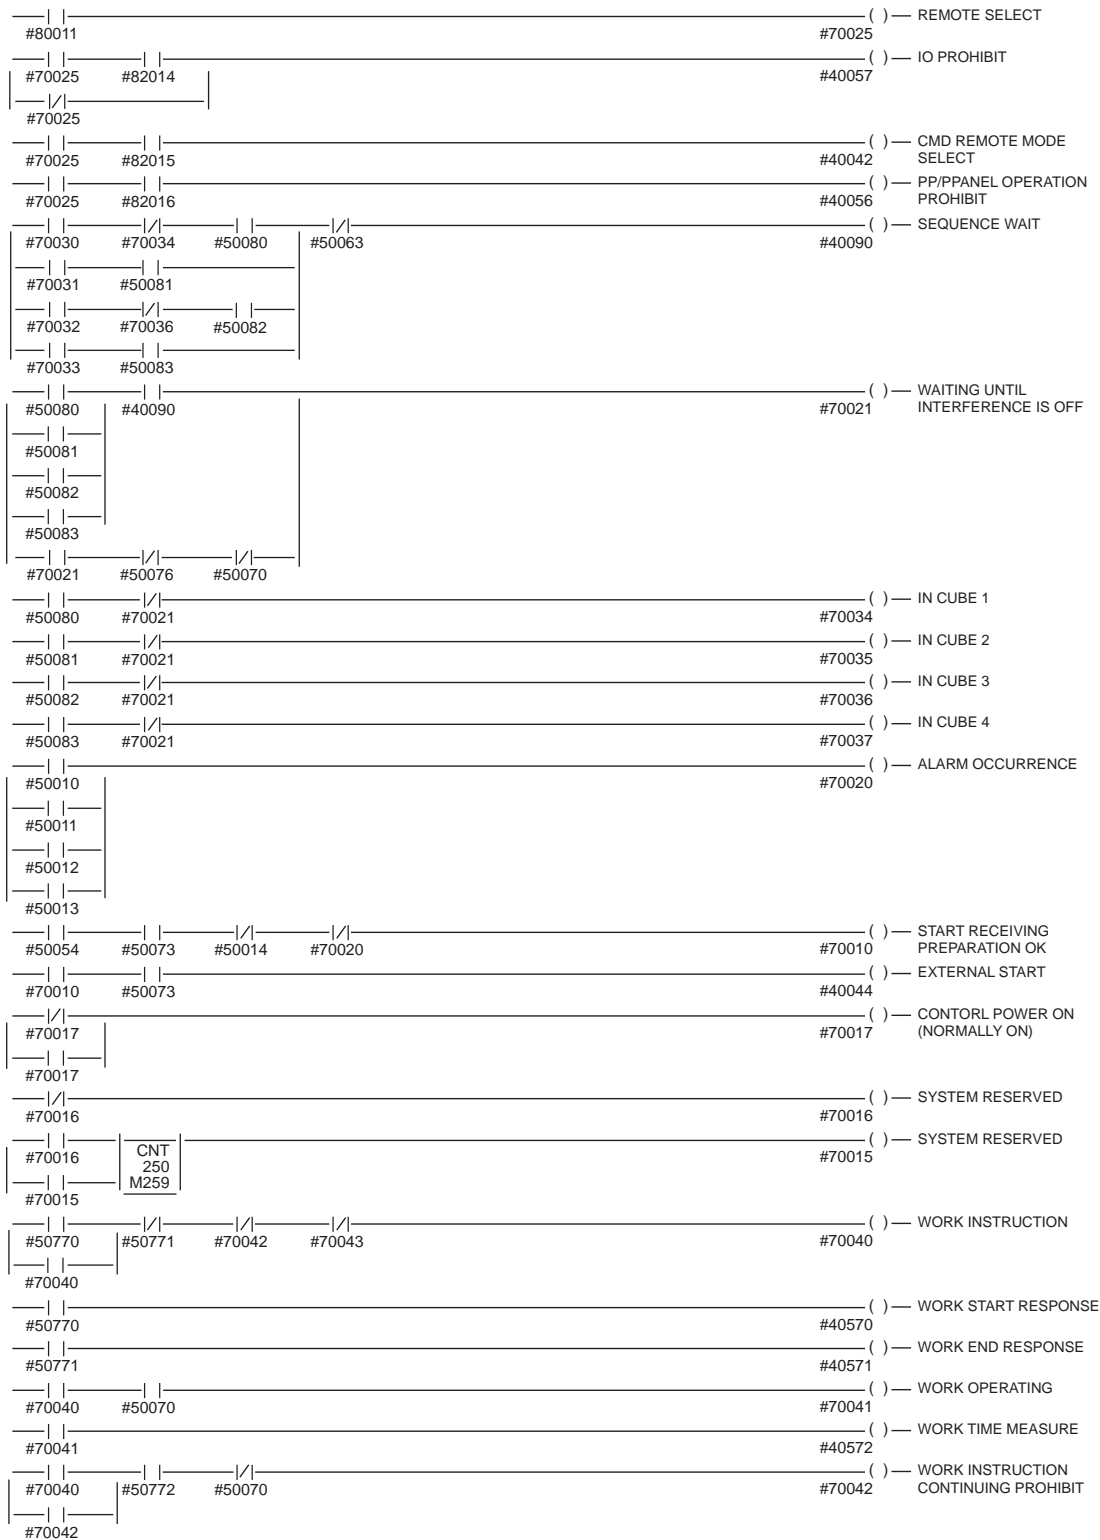 REMOTE SELECT
#80011 #70025
IO PROHIBIT
#70025 #82014 #40057
#70025
CMD REMOTE MODE
#70025 #82015 #40042 SELECT
PP/PPANEL OPERATION
#70025 #82016 #40056 PROHIBIT
SEQUENCE WAIT
#70030 #70034 #50080 #50063 #40090
#70031 #50081
#70032 #70036 #50082
#70033 #50083
WAITING UNTIL
#50080 #40090 #70021 INTERFERENCE IS OFF
#50081
#50082
#50083
#70021 #50076 #50070
IN CUBE 1
#50080 #70021 #70034
IN CUBE 2
#50081 #70021 #70035
IN CUBE 3
#50082 #70021 #70036
IN CUBE 4
#50083 #70021 #70037
ALARM OCCURRENCE
#50010 #70020
#50011
#50012
#50013
START RECEIVING
#50054 #50073 #50014 #70020 #70010 PREPARATION OK
EXTERNAL START
#70010 #50073 #40044
CONTORL POWER ON
#70017 #70017 (NORMALLY ON)
#70017
SYSTEM RESERVED
#70016 #70016
SYSTEM RESERVED
#70016 CNT #70015
250
M259
#70015
WORK INSTRUCTION
#50770 #50771 #70042 #70043 #70040
#70040
WORK START RESPONSE
#50770 #40570
WORK END RESPONSE
#50771 #40571
WORK OPERATING
#70040 #50070 #70041
WORK TIME MEASURE
#70041 #40572
WORK INSTRUCTION
#70040 #50772 #50070 #70042 CONTINUING PROHIBIT
#70042